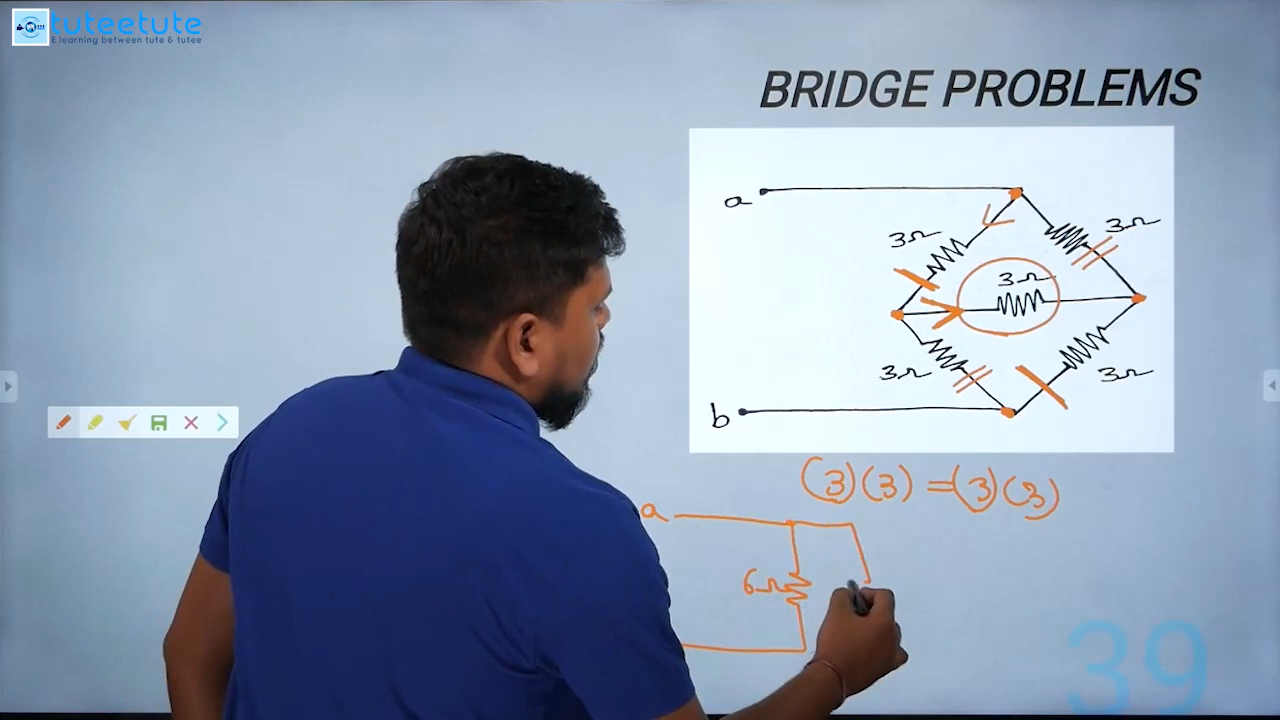 tuteetute
E learning between tute & tutee
BRIDGE PROBLEMS
a
3Ω
3Ω
3Ω
3Ω
3Ω
b
(3)(3) = (3)(3)
a
6Ω
39